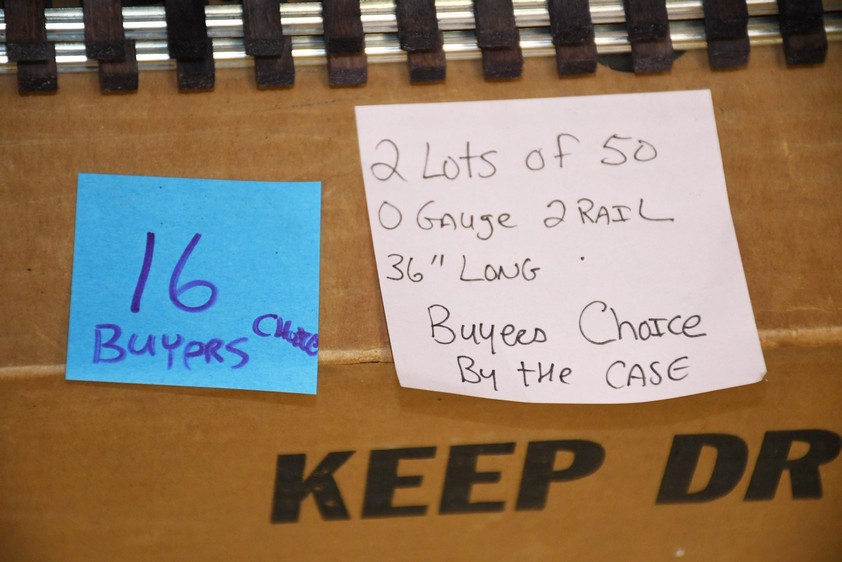 16
Buyers Choice
2 Lots of 50
O Gauge 2 RAIL
36" LONG
Buyers Choice
By the CASE
KEEP DR